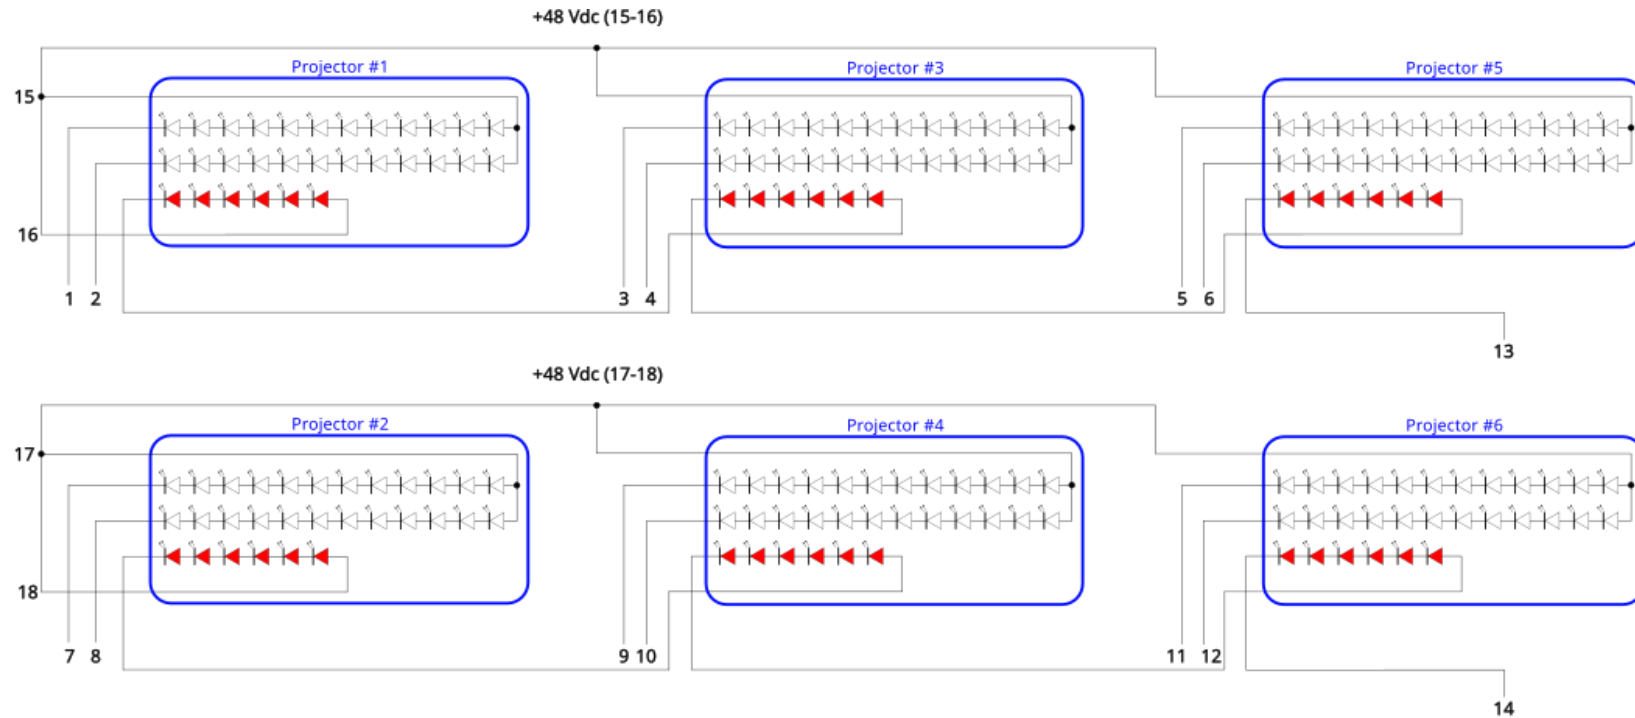 +48 Vdc (15-16)
Projector #1
Projector #3
Projector #5
15
16
1 2
3 4
5 6
13
+48 Vdc (17-18)
Projector #2
Projector #4
Projector #6
17
18
7 8
9 10
11 12
14